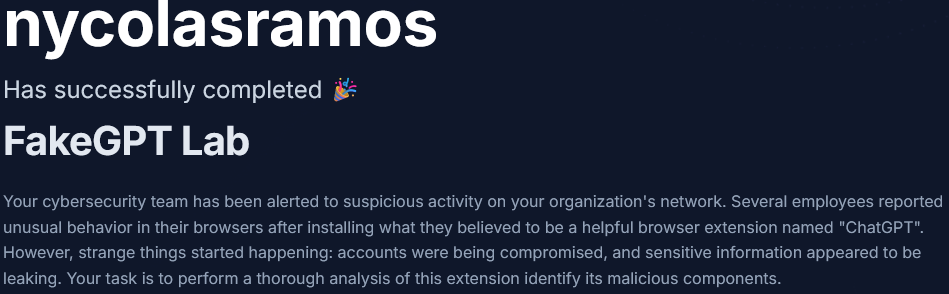 nycolasramos
Has successfully completed 🎉
FakeGPT Lab
Your cybersecurity team has been alerted to suspicious activity on your organization's network. Several employees reported
unusual behavior in their browsers after installing what they believed to be a helpful browser extension named "ChatGPT".
However, strange things started happening: accounts were being compromised, and sensitive information appeared to be
leaking. Your task is to perform a thorough analysis of this extension identify its malicious components.